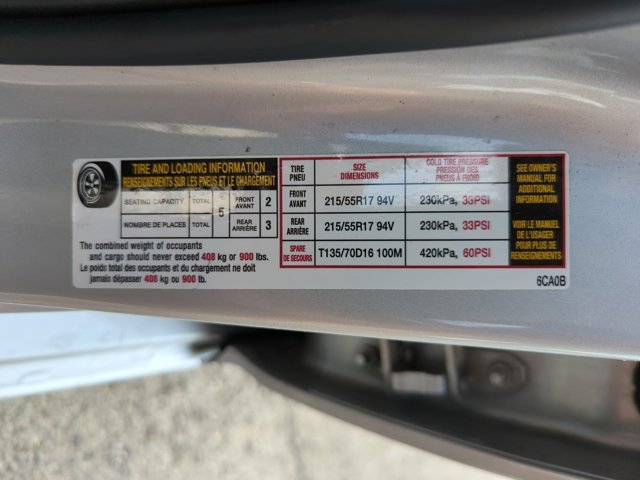 TIRE AND LOADING INFORMATION
RENSEIGNEMENTS SUR LES PNEUS ET LE CHARGEMENT
SEATING CAPACITY TOTAL 5 FRONT AVANT 2
NOMBRE DE PLACES TOTAL REAR ARRIÈRE 3
The combined weight of occupants
and cargo should never exceed 408 kg or 900 lbs.
Le poids total des occupants et du chargement ne doit
jamais dépasser 408 kg ou 900 lb.
TIRE PNEU SIZE DIMENSIONS COLD TIRE PRESSURE PRESSION DES PNEUS À FROID
FRONT AVANT 215/55R17 94V 230kPa, 33PSI
REAR ARRIÈRE 215/55R17 94V 230kPa, 33PSI
SPARE DE SECOURS T135/70D16 100M 420kPa, 60PSI
SEE OWNER'S
MANUAL FOR
ADDITIONAL
INFORMATION
VOIR LE MANUEL
DE L'USAGER
POUR PLUS DE
RENSEIGNEMENTS
6CA0B